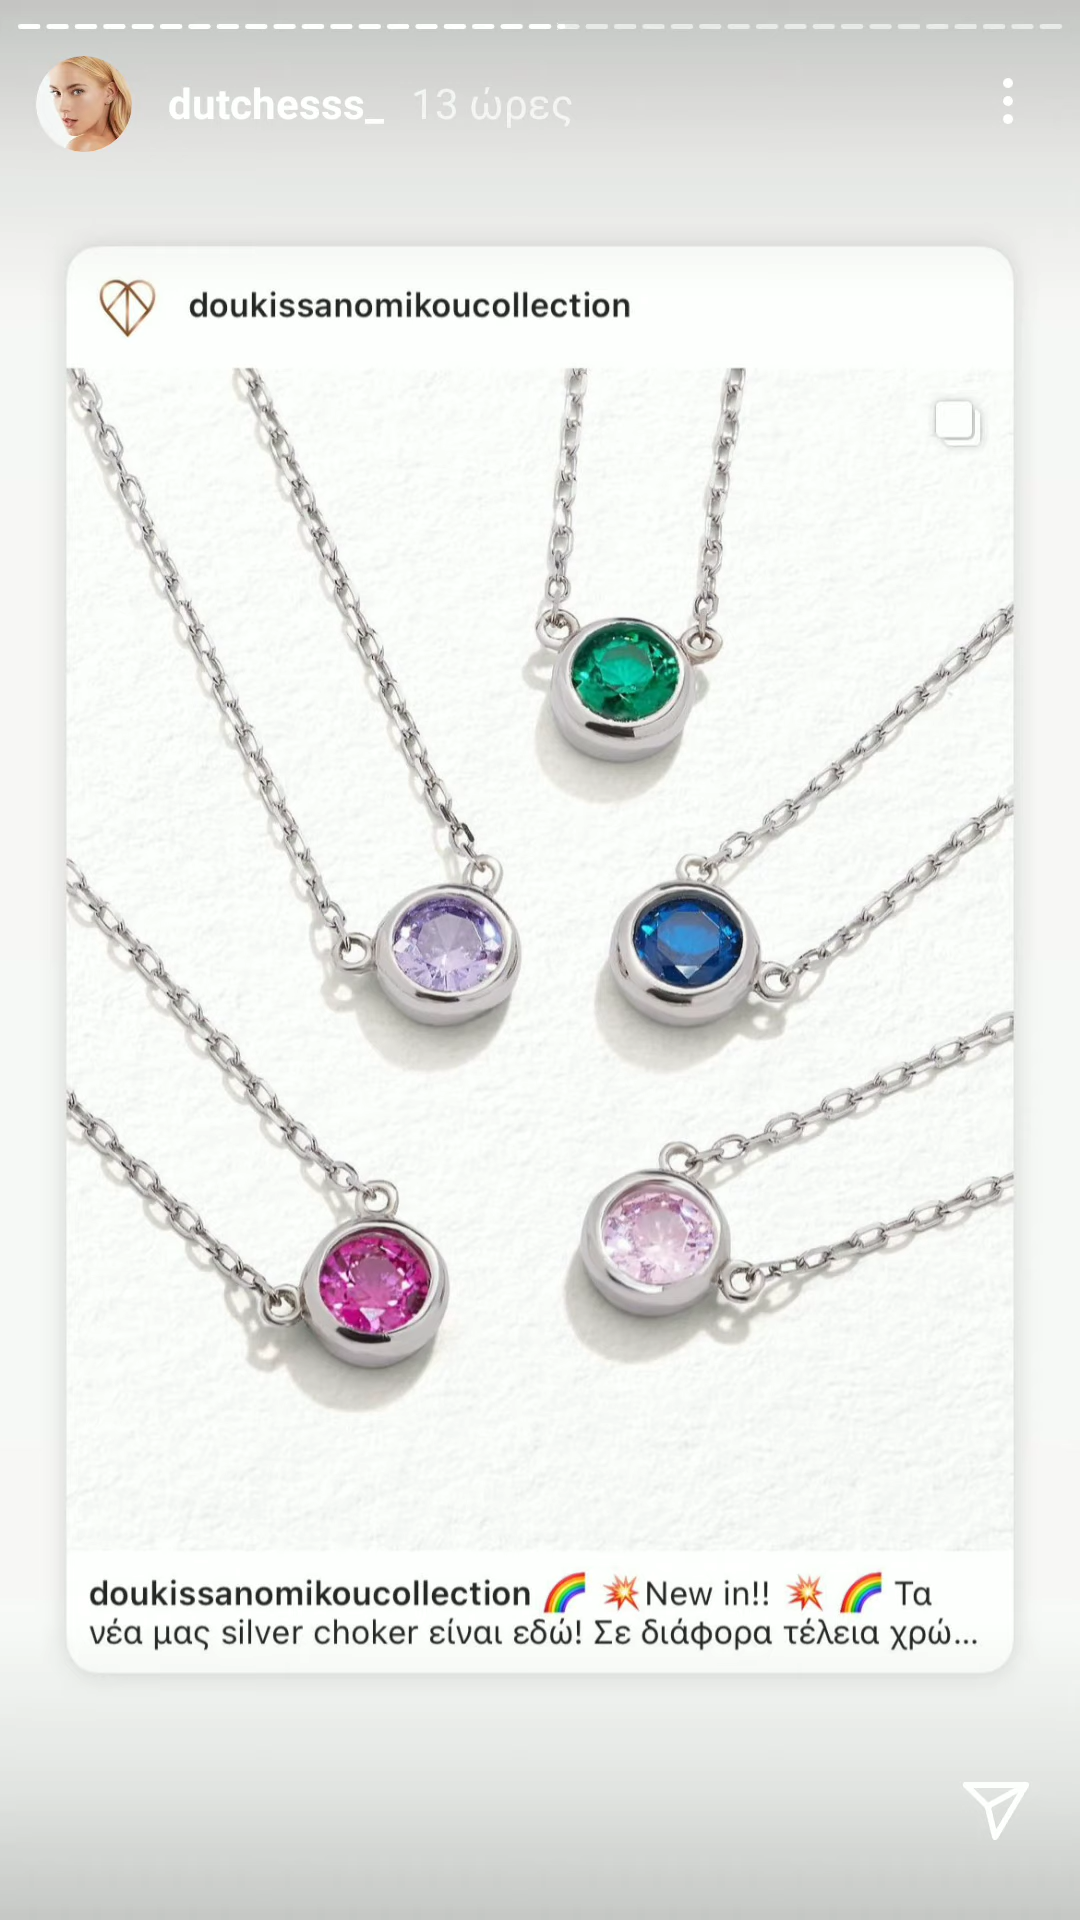 dutchesss_ 13 ώρες
doukissanomikoucollection
doukissanomikoucollection 🌈 💥New in!! 💥 🌈 Τα
νέα μας silver choker είναι εδώ! Σε διάφορα τέλεια χρώ...